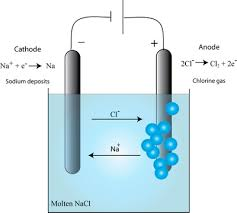 Cathode
Na⁺ + e⁻ → Na
Sodium deposits
−
+
Anode
2Cl⁻ → Cl₂ + 2e⁻
Chlorine gas
Cl⁻
Na⁺
Molten NaCl